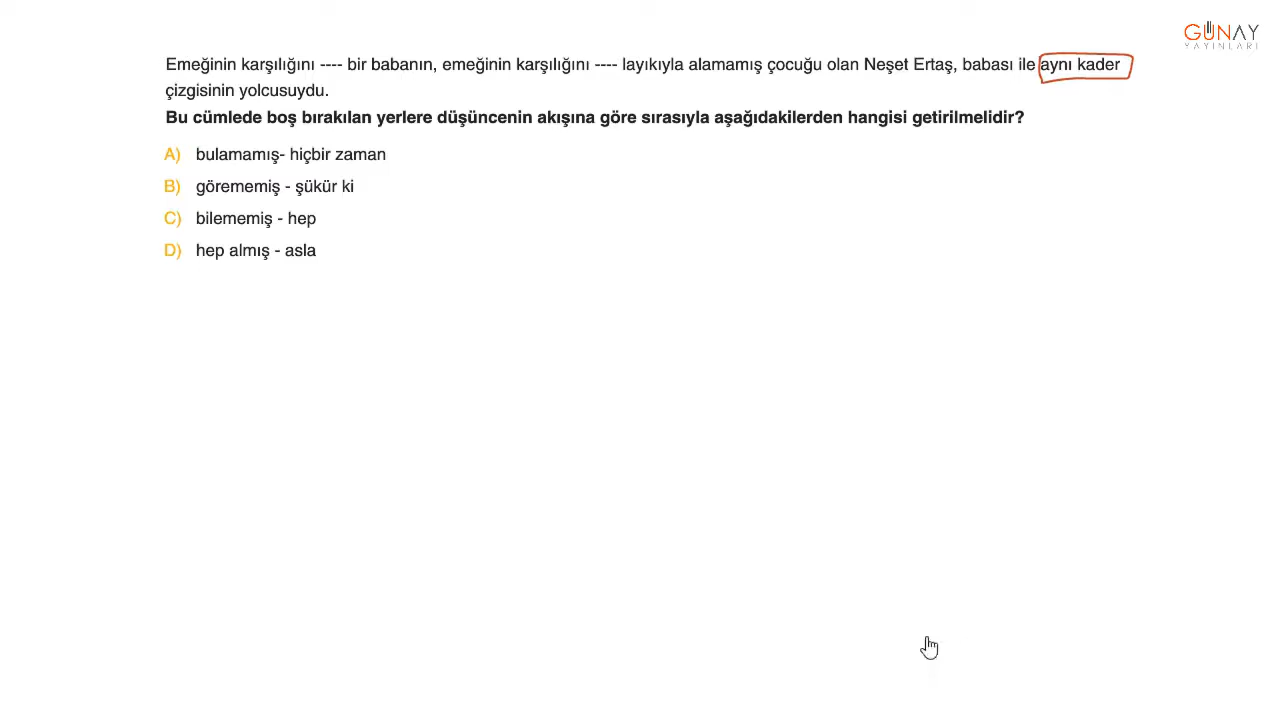 GÜNAY
YAYINLARI
Emeğinin karşılığını ---- bir babanın, emeğinin karşılığını ---- layıkıyla alamamış çocuğu olan Neşet Ertaş, babası ile aynı kader
çizgisinin yolcusuydu.
Bu cümlede boş bırakılan yerlere düşüncenin akışına göre sırasıyla aşağıdakilerden hangisi getirilmelidir?
A) bulamamış- hiçbir zaman
B) görememiş - şükür ki
C) bilememiş - hep
D) hep almış - asla